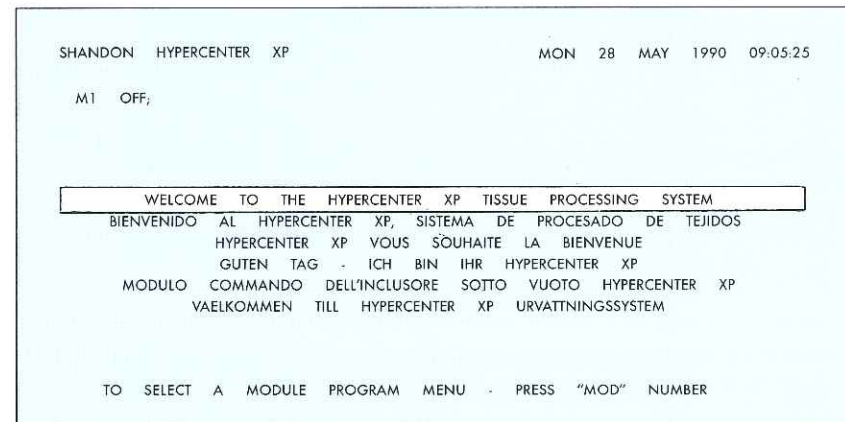 SHANDON HYPERCENTER XP MON 28 MAY 1990 09:05:25
M1 OFF;
WELCOME TO THE HYPERCENTER XP TISSUE PROCESSING SYSTEM
BIENVENIDO AL HYPERCENTER XP, SISTEMA DE PROCESADO DE TEJIDOS
HYPERCENTER XP VOUS SOUHAITE LA BIENVENUE
GUTEN TAG - ICH BIN IHR HYPERCENTER XP
MODULO COMMANDO DELL'INCLUSORE SOTTO VUOTO HYPERCENTER XP
VAELKOMMEN TILL HYPERCENTER XP URVATTNINGSSYSTEM
TO SELECT A MODULE PROGRAM MENU - PRESS "MOD" NUMBER